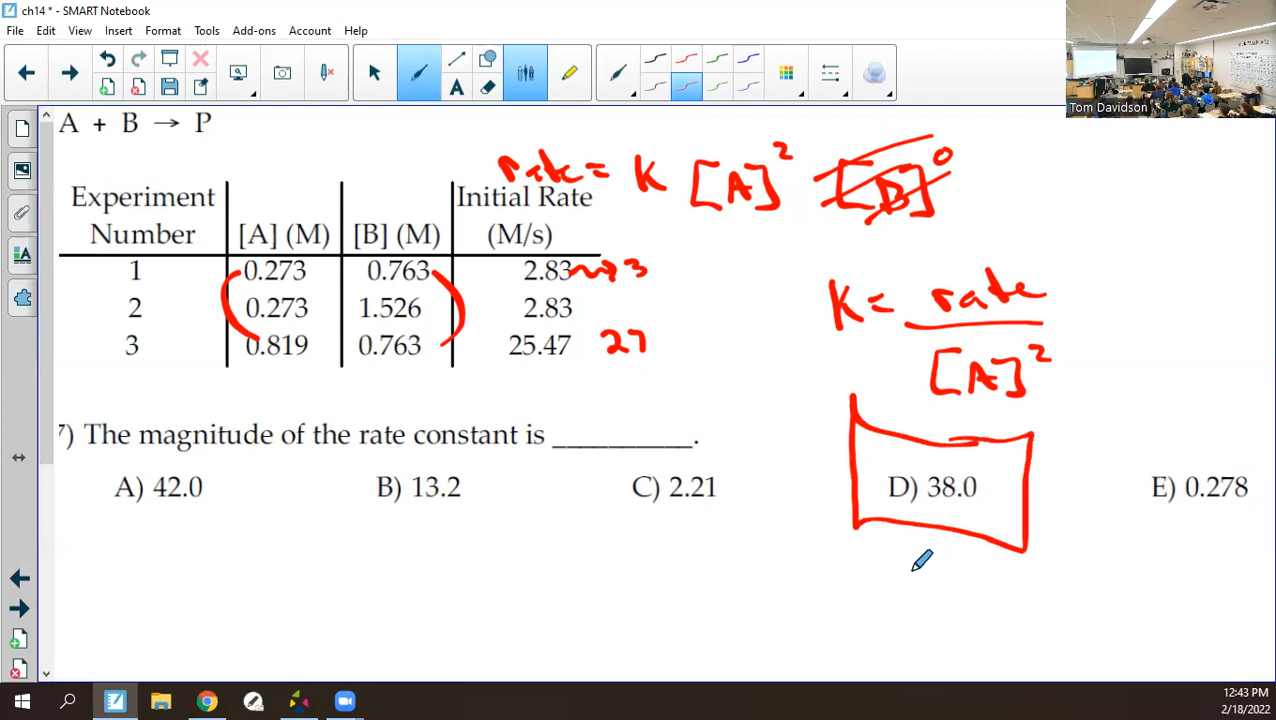 ch14 * - SMART Notebook
File Edit View Insert Format Tools Add-ons Account Help
A
Tom Davidson
A + B → P
rate = K [A]² [B]⁰
Experiment Number [A] (M) [B] (M) Initial Rate (M/s)
1 0.273 0.763 2.83 → 3
2 0.273 1.526 2.83
3 0.819 0.763 25.47 27
K = rate
[A]²
7) The magnitude of the rate constant is __________.
A) 42.0 B) 13.2 C) 2.21 D) 38.0 E) 0.278
12:43 PM
2/18/2022